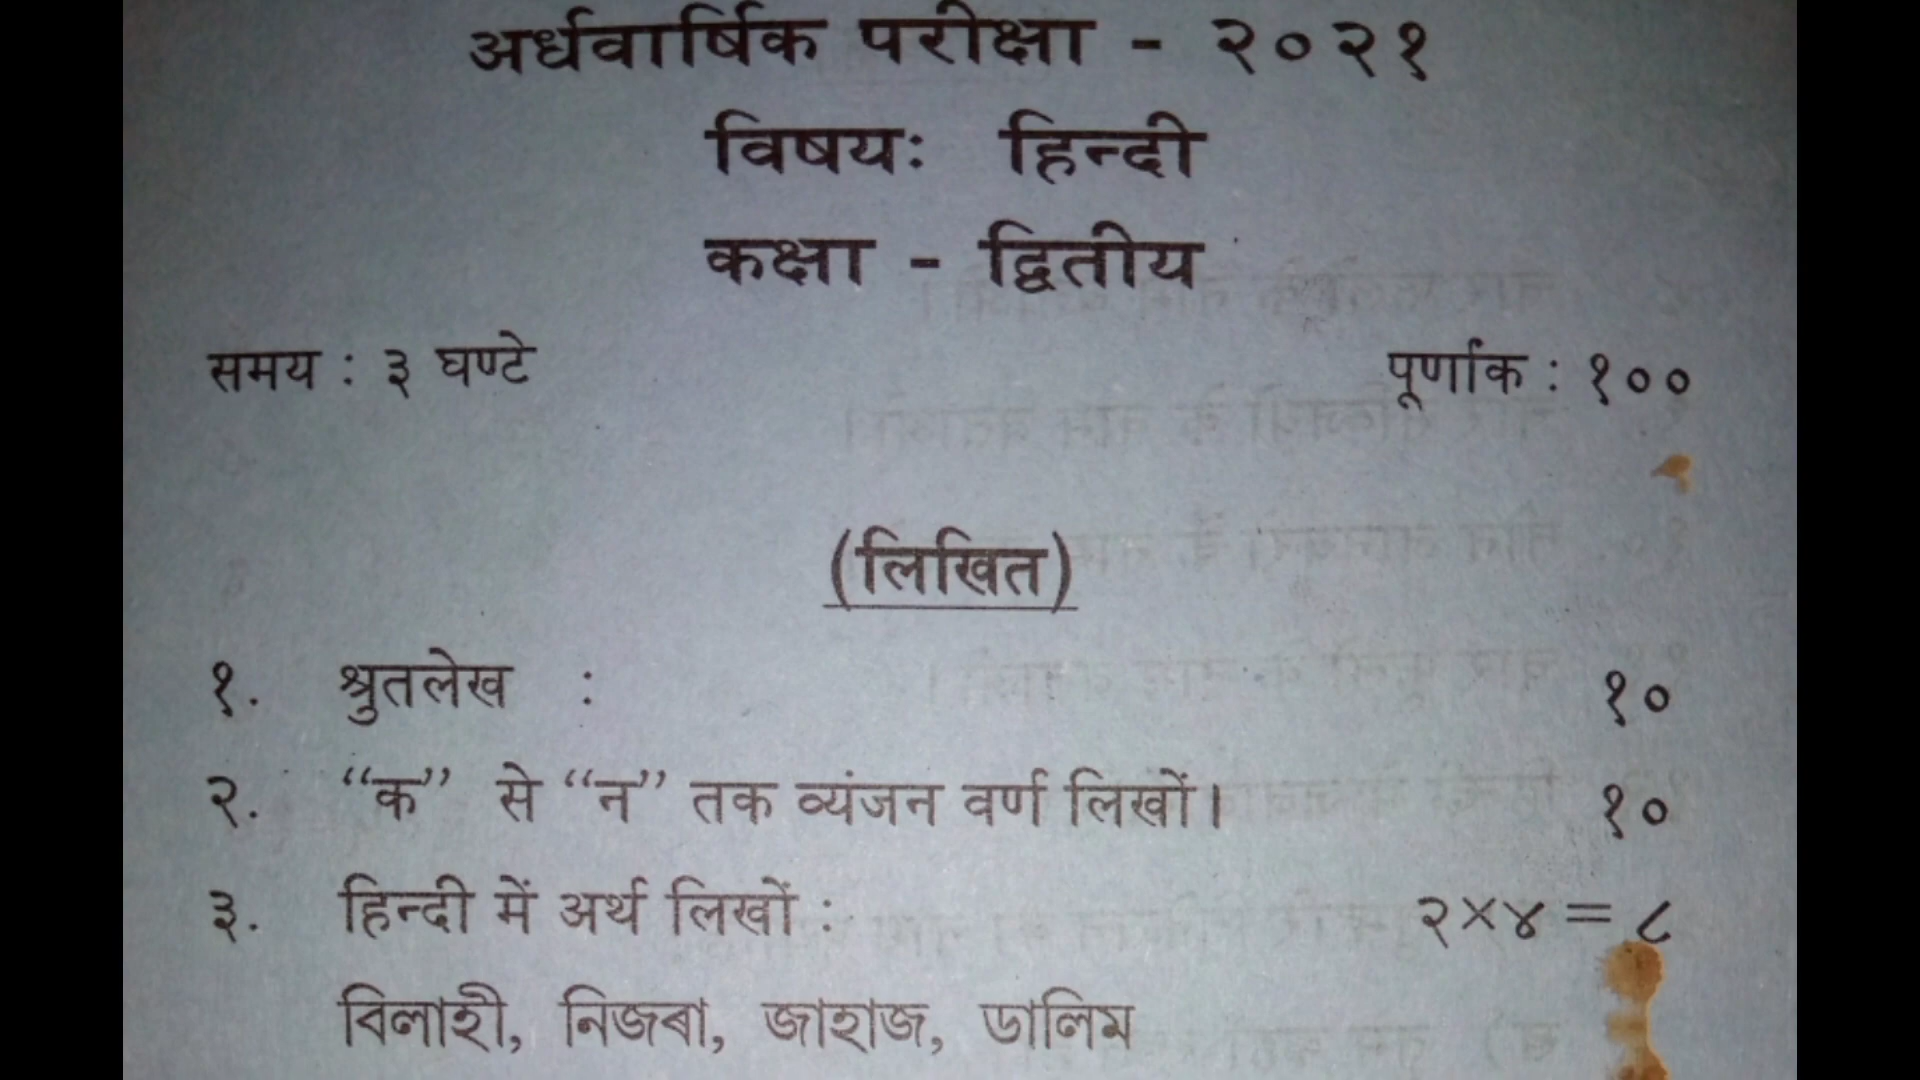 अर्धवार्षिक परीक्षा - २०२१
विषयः हिन्दी
कक्षा - द्वितीय
समय : ३ घण्टे पूर्णांक : १००
(लिखित)
१. श्रुतलेख : १०
२. “क” से “न” तक व्यंजन वर्ण लिखों। १०
३. हिन्दी में अर्थ लिखों : २×४ = ८
বিলাহী, নিজৰা, জাহাজ, ডালিম